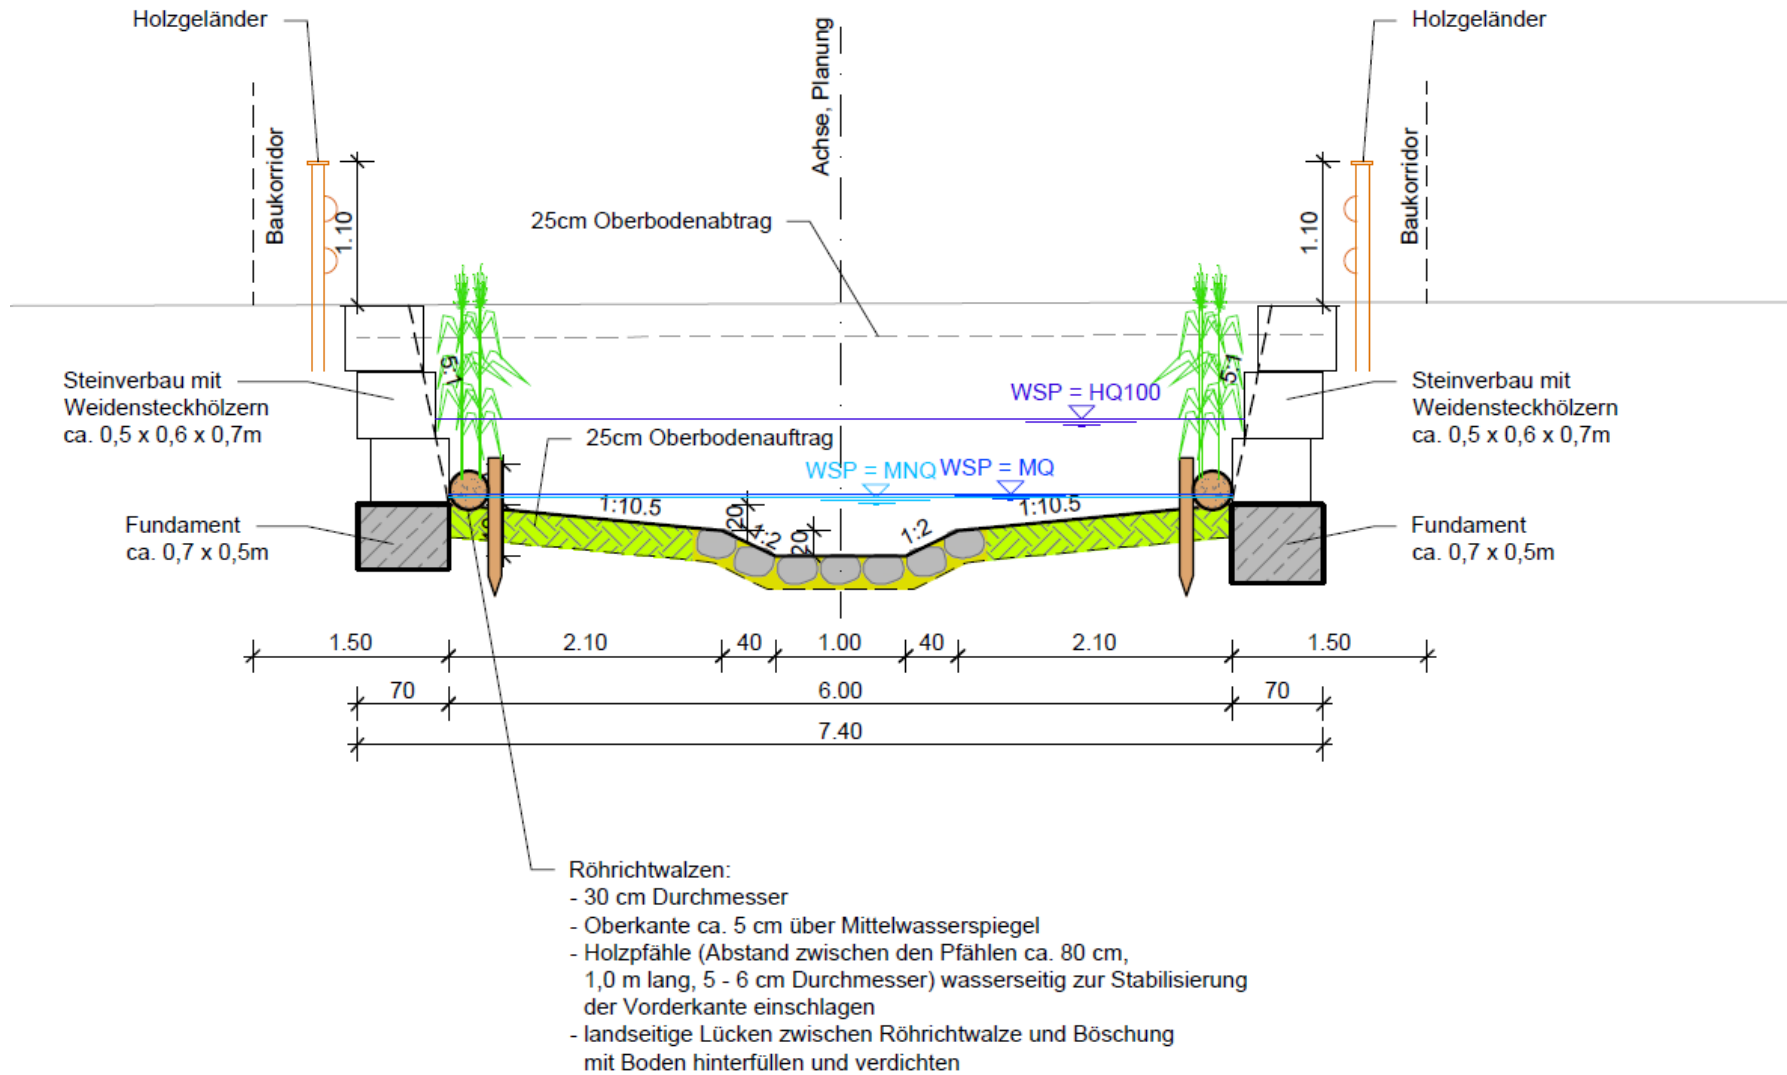 Holzgeländer
Holzgeländer
Achse, Planung
Baukorridor
Baukorridor
1.10
1.10
25cm Oberbodenabtrag
5:1
5:1
Steinverbau mit
Weidensteckhölzern
ca. 0,5 x 0,6 x 0,7m
WSP = HQ100
Steinverbau mit
Weidensteckhölzern
ca. 0,5 x 0,6 x 0,7m
25cm Oberbodenauftrag
WSP = MNQ
WSP = MQ
1:10.5
20
1:2
20
1:2
1:10.5
Fundament
ca. 0,7 x 0,5m
Fundament
ca. 0,7 x 0,5m
1.50
2.10
40
1.00
40
2.10
1.50
70
6.00
70
7.40
Röhrichtwalzen:
- 30 cm Durchmesser
- Oberkante ca. 5 cm über Mittelwasserspiegel
- Holzpfähle (Abstand zwischen den Pfählen ca. 80 cm,
1,0 m lang, 5 - 6 cm Durchmesser) wasserseitig zur Stabilisierung
der Vorderkante einschlagen
- landseitige Lücken zwischen Röhrichtwalze und Böschung
mit Boden hinterfüllen und verdichten